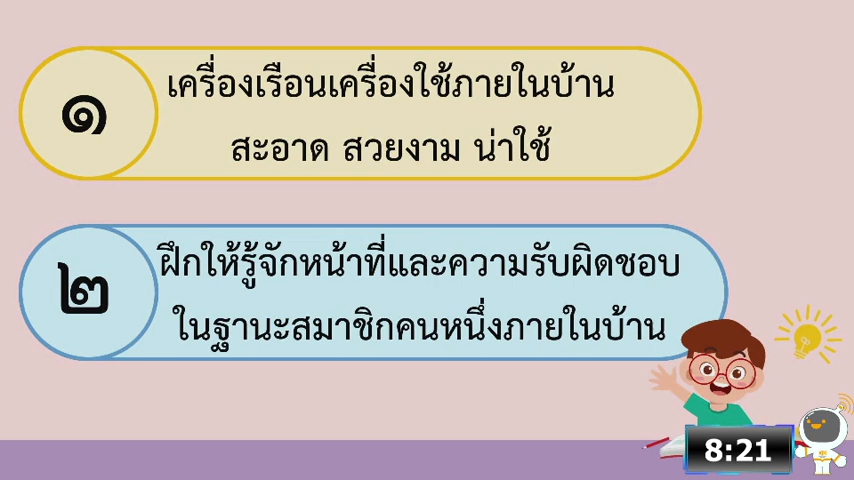 ๑
เครื่องเรือนเครื่องใช้ภายในบ้าน
สะอาด สวยงาม น่าใช้
๒
ฝึกให้รู้จักหน้าที่และความรับผิดชอบ
ในฐานะสมาชิกคนหนึ่งภายในบ้าน
8:21